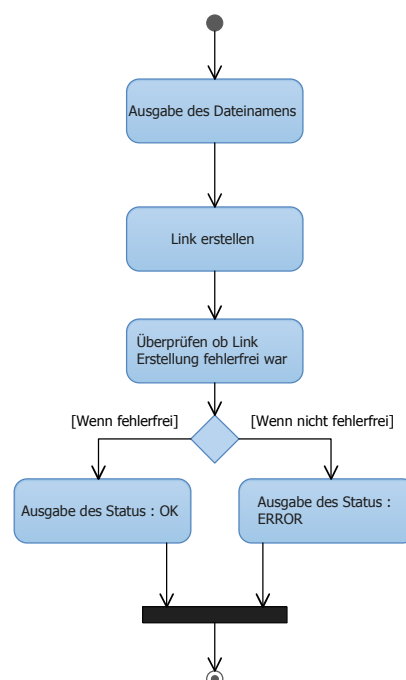 Ausgabe des Dateinamens
Link erstellen
Überprüfen ob Link
Erstellung fehlerfrei war
[Wenn fehlerfrei]
[Wenn nicht fehlerfrei]
Ausgabe des Status : OK
Ausgabe des Status :
ERROR